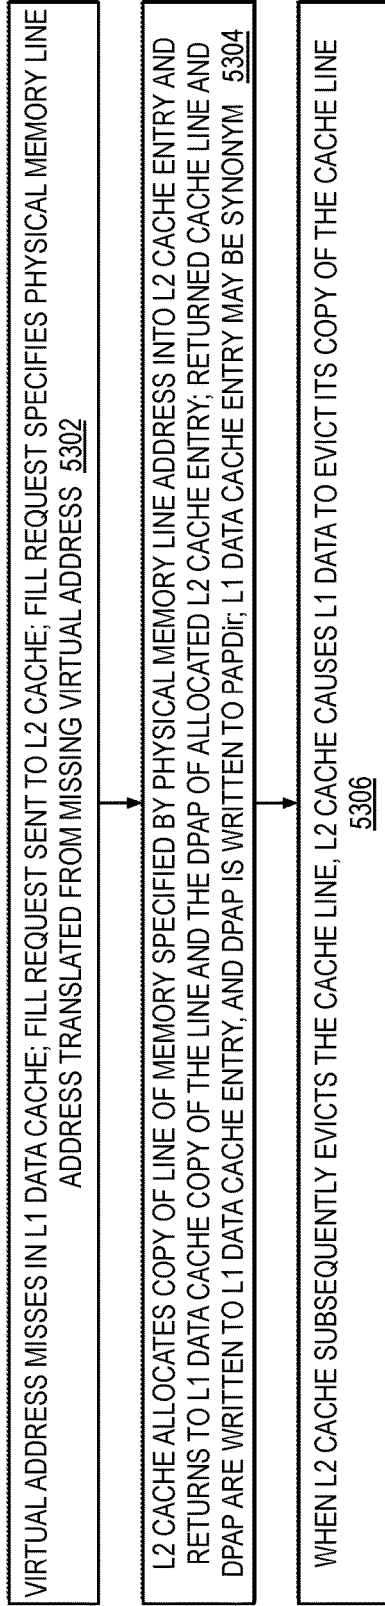 VIRTUAL ADDRESS MISSES IN L1 DATA CACHE; FILL REQUEST SENT TO L2 CACHE; FILL REQUEST SPECIFIES PHYSICAL MEMORY LINE
ADDRESS TRANSLATED FROM MISSING VIRTUAL ADDRESS 5302
L2 CACHE ALLOCATES COPY OF LINE OF MEMORY SPECIFIED BY PHYSICAL MEMORY LINE ADDRESS INTO L2 CACHE ENTRY AND
RETURNS TO L1 DATA CACHE COPY OF THE LINE AND THE DPAP OF ALLOCATED L2 CACHE ENTRY; RETURNED CACHE LINE AND
DPAP ARE WRITTEN TO L1 DATA CACHE ENTRY, AND DPAP IS WRITTEN TO PAPDir; L1 DATA CACHE ENTRY MAY BE SYNONYM 5304
WHEN L2 CACHE SUBSEQUENTLY EVICTS THE CACHE LINE, L2 CACHE CAUSES L1 DATA TO EVICT ITS COPY OF THE CACHE LINE
5306